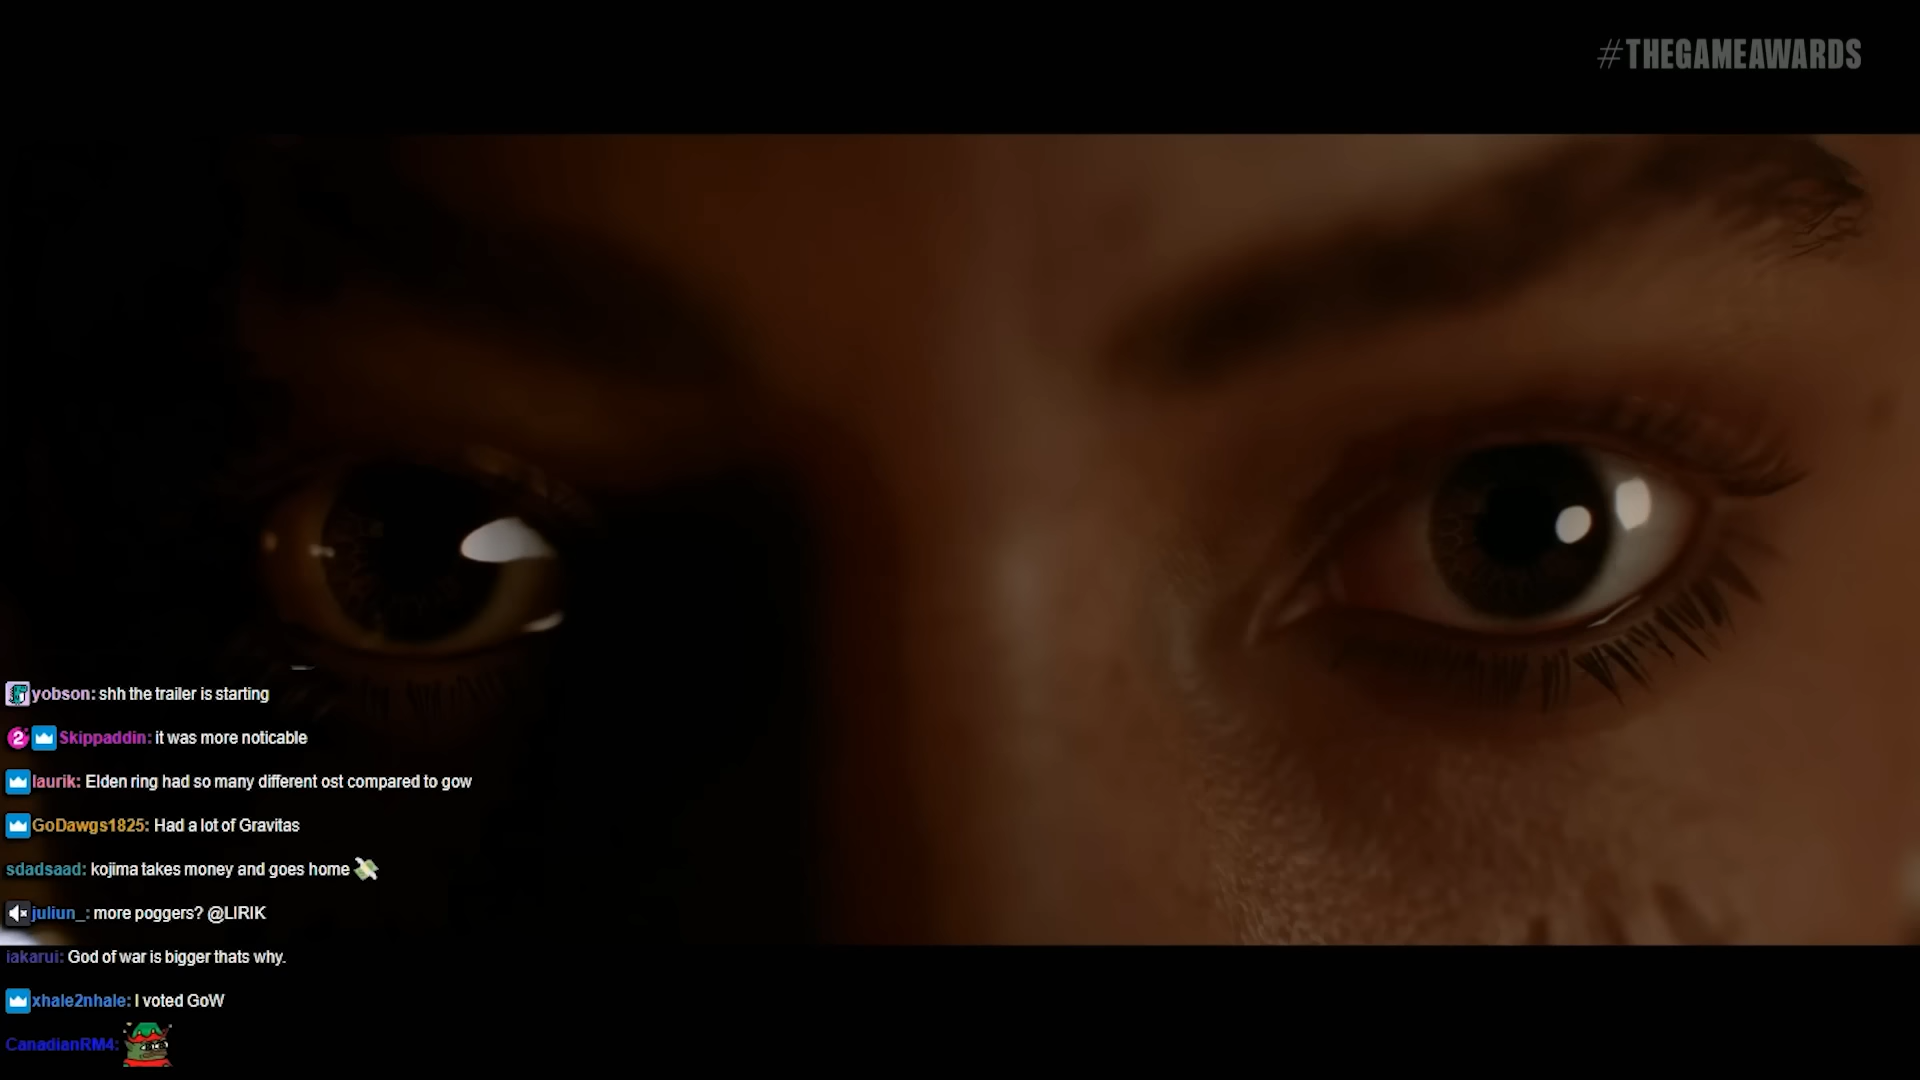 #THEGAMEAWARDS
yobson: shh the trailer is starting
2 Skippaddin: it was more noticable
laurik: Elden ring had so many different ost compared to gow
GoDawgs1825: Had a lot of Gravitas
sdadsaad: kojima takes money and goes home
juliun_: more poggers? @LIRIK
iakarui: God of war is bigger thats why.
xhale2nhale: I voted GoW
CanadianRM4: